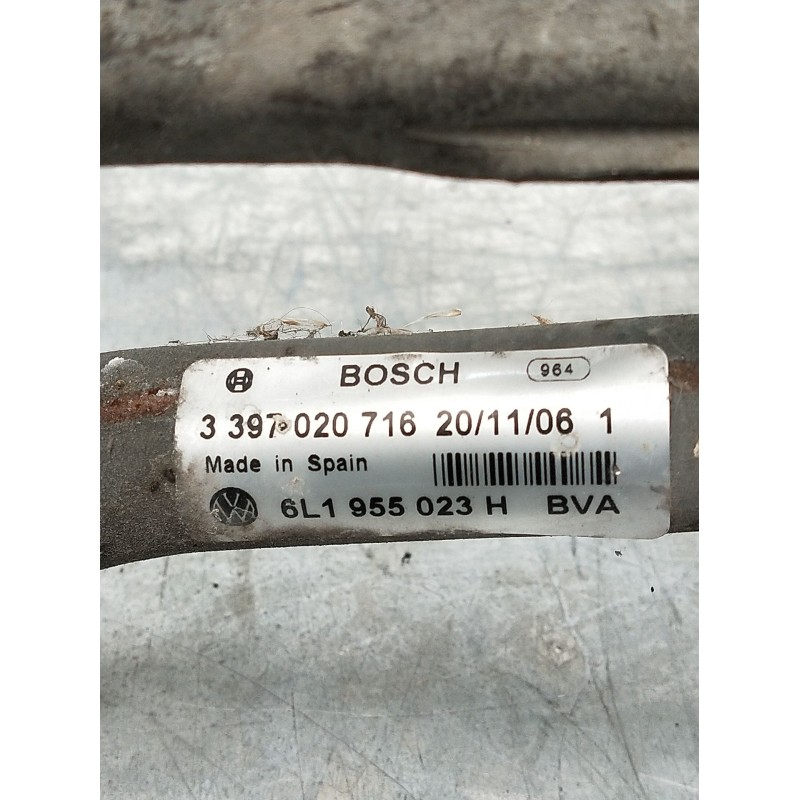 BOSCH 964
3 397 020 716 20/11/06 1
Made in Spain
6L1 955 023 H BVA